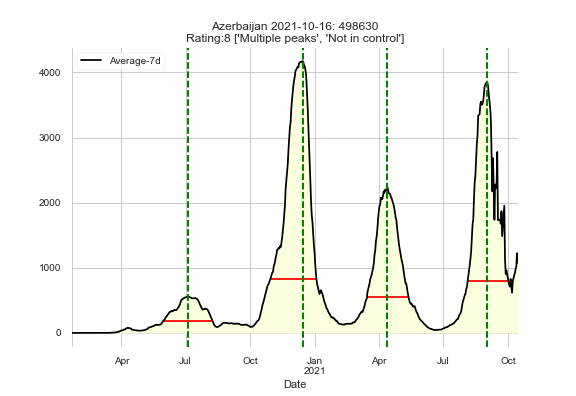 Azerbaijan 2021-10-16: 498630
Rating:8 ['Multiple peaks', 'Not in control']
Average-7d
4000
3000
2000
1000
0
Apr Jul Oct Jan Apr Jul Oct
2021
Date